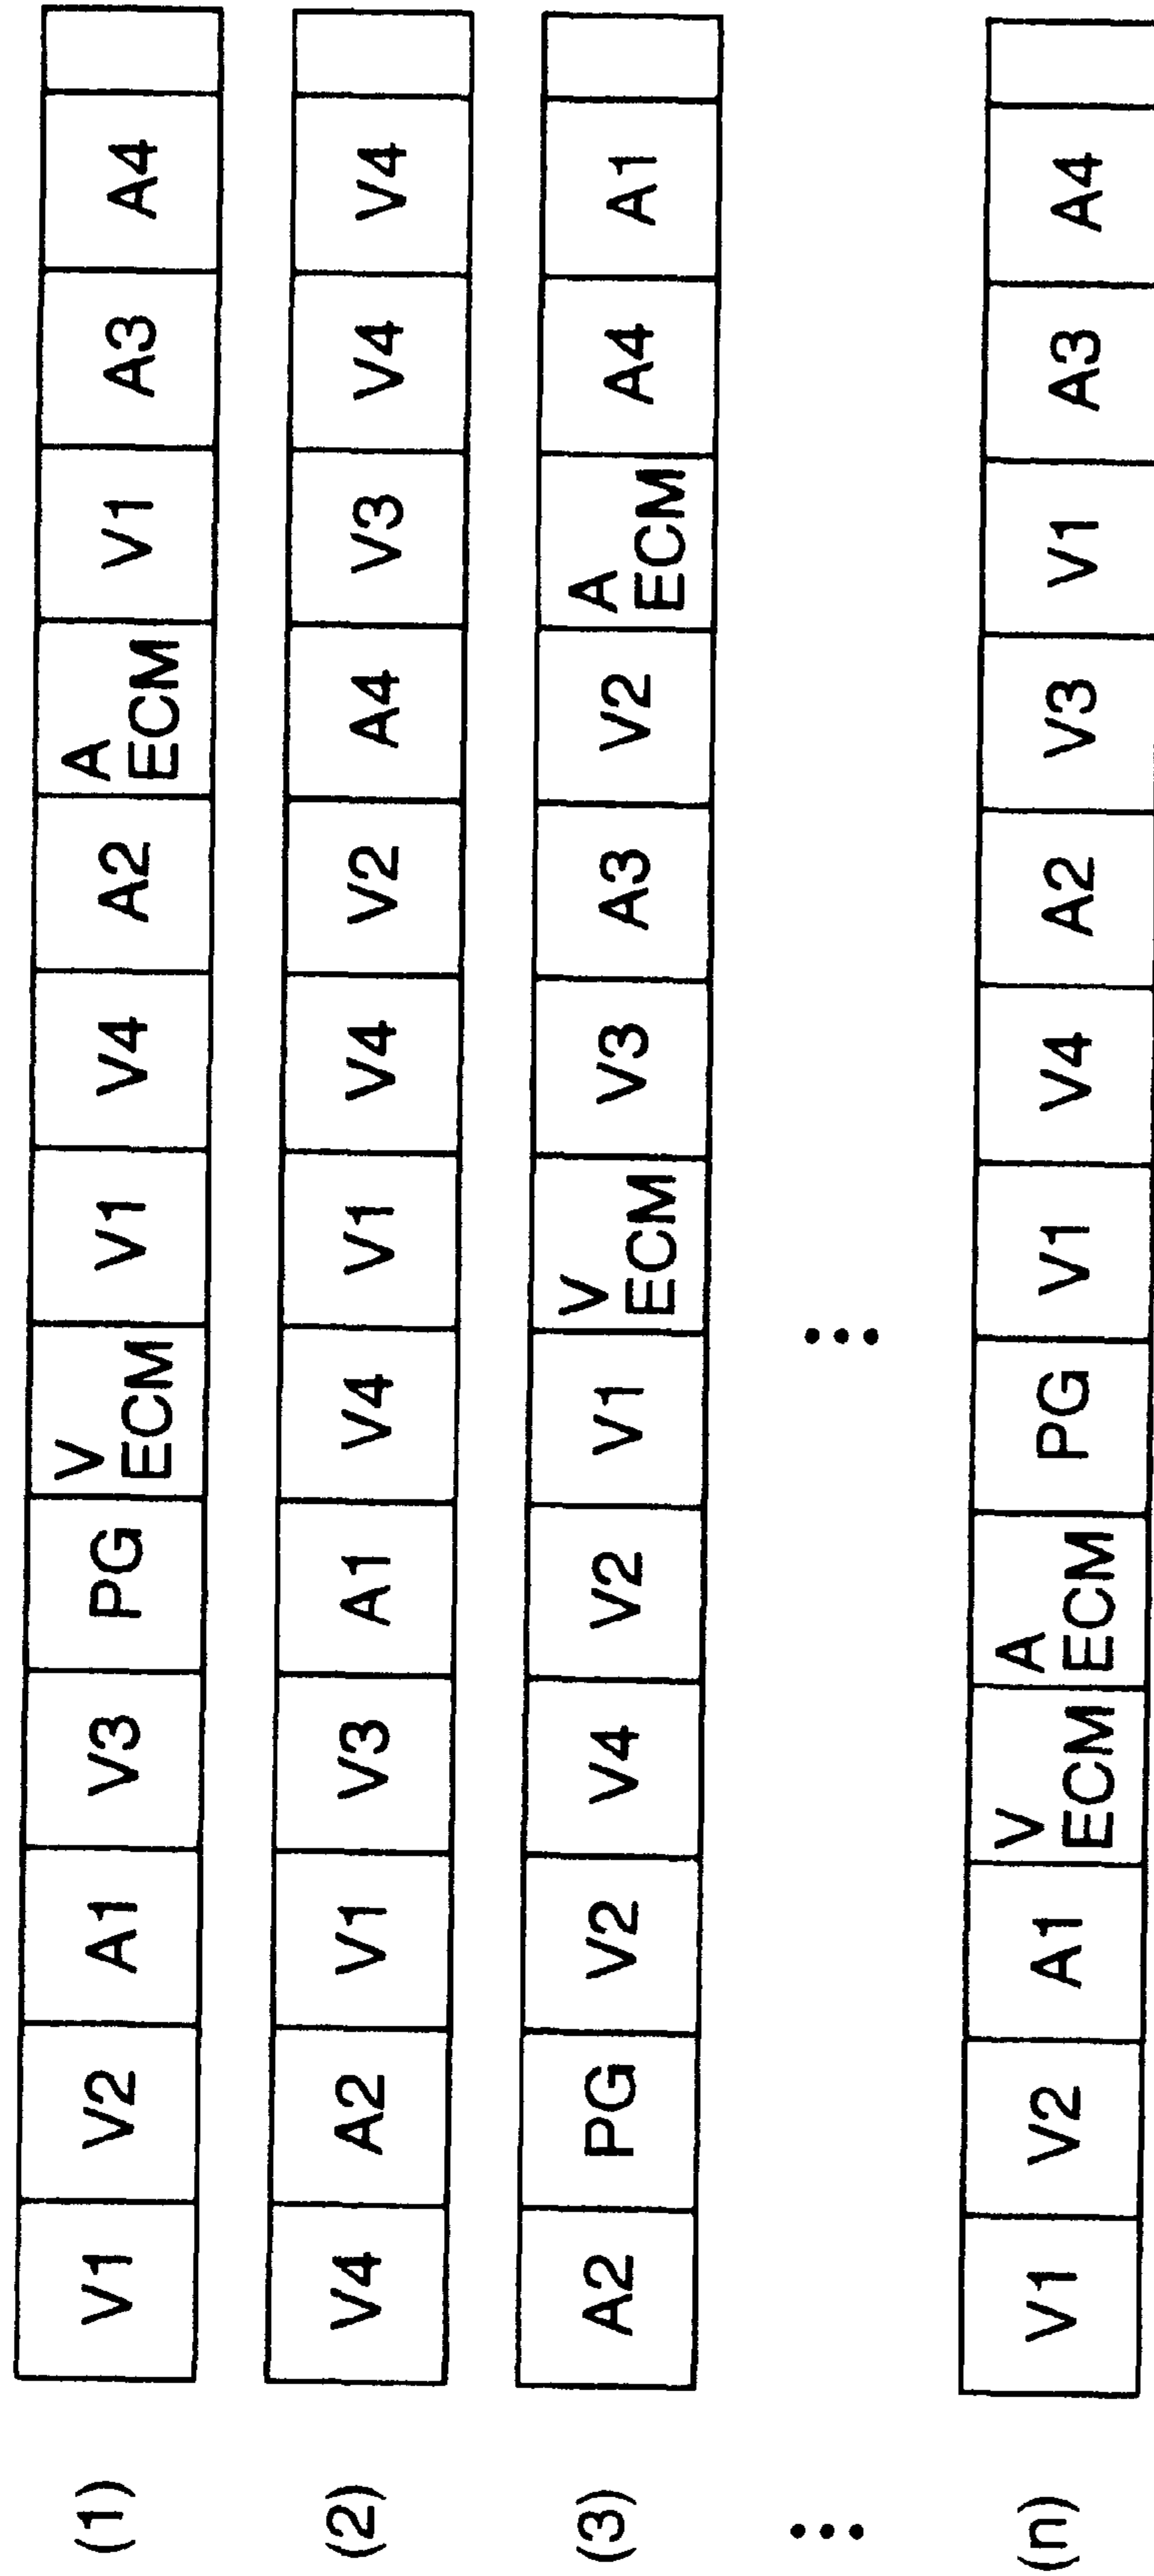 (1) V1 V2 A1 V3 PG V ECM V1 V4 A2 A ECM V1 A3 A4
(2) V4 A2 V1 V3 A1 V4 V1 V4 V2 A4 V3 V4 V4
(3) A2 PG V2 V4 V2 V1 V ECM V3 A3 V2 A ECM A4 A1
⋯ ⋯
(n) V1 V2 A1 V ECM A ECM PG V1 V4 A2 V3 V1 A3 A4